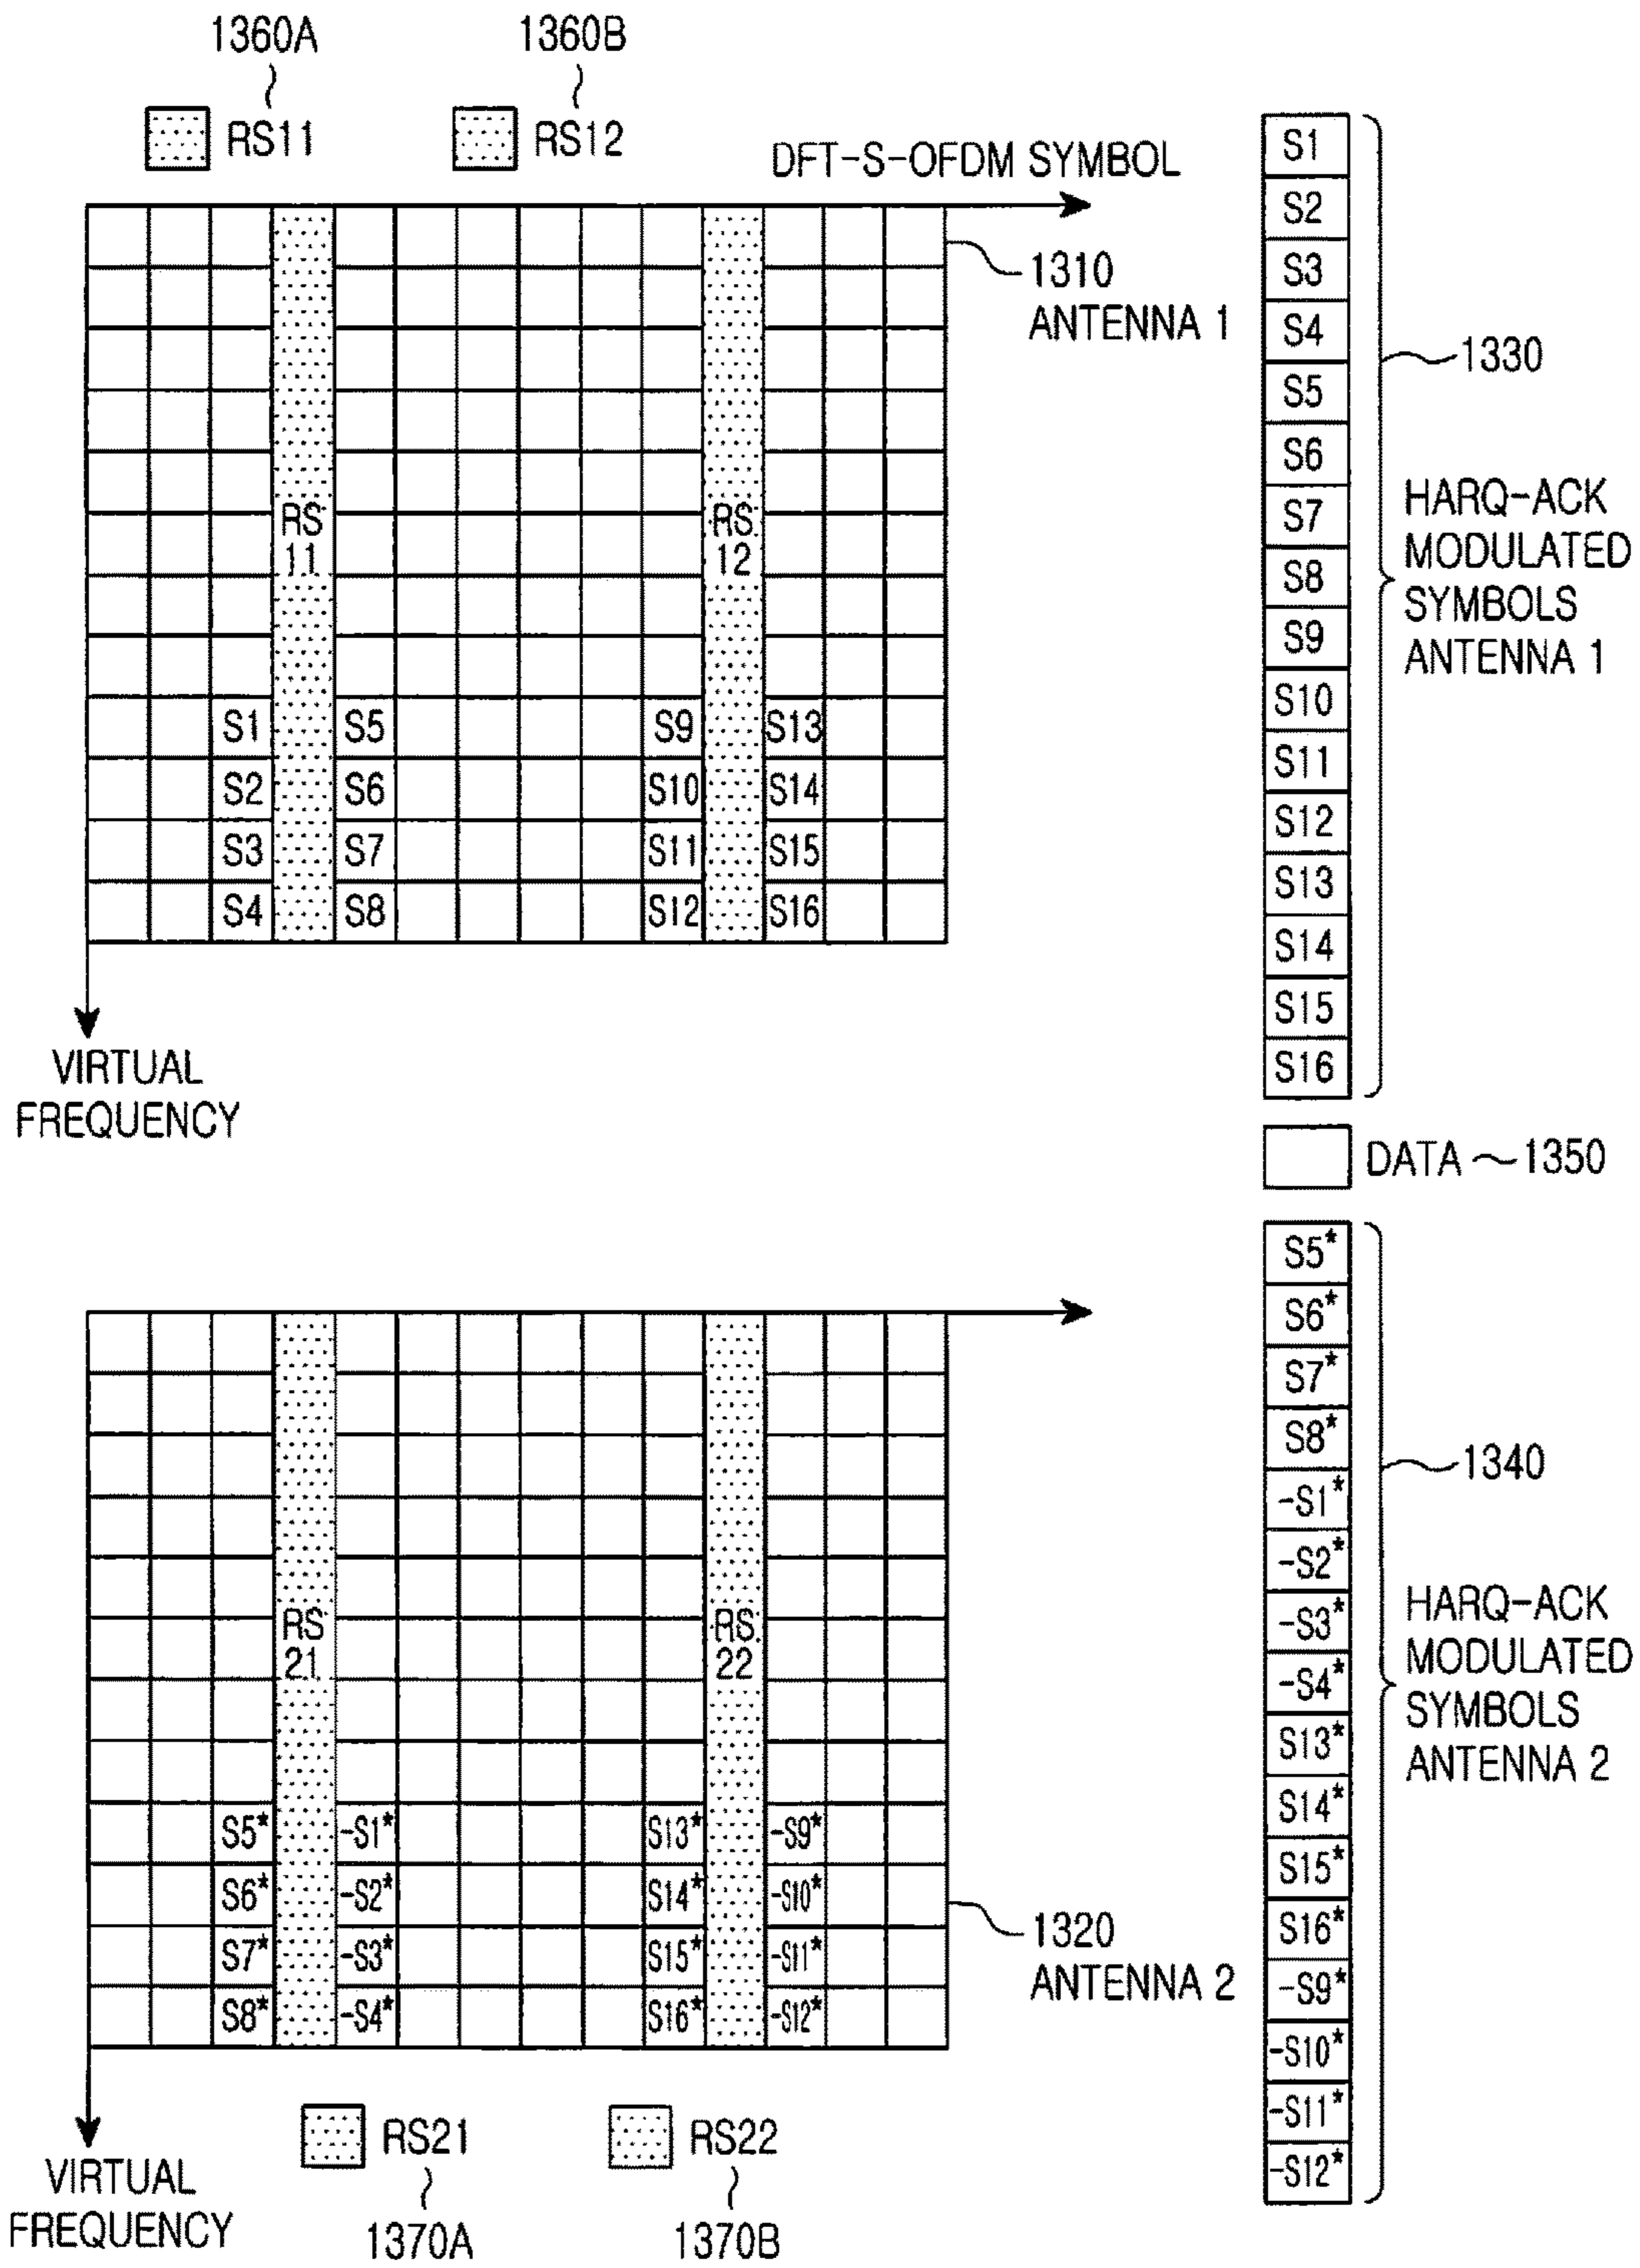 1360A
1360B
RS11
RS12
DFT-S-OFDM SYMBOL
1310
ANTENNA 1
RS
11
RS
12
S1 S5 S9 S13
S2 S6 S10 S14
S3 S7 S11 S15
S4 S8 S12 S16
VIRTUAL
FREQUENCY
S1
S2
S3
S4
S5
S6
S7
S8
S9
S10
S11
S12
S13
S14
S15
S16
1330
HARQ-ACK
MODULATED
SYMBOLS
ANTENNA 1
DATA
1350
RS
21
RS
22
S5* -S1* S13* -S9*
S6* -S2* S14* -S10*
S7* -S3* S15* -S11*
S8* -S4* S16* -S12*
1320
ANTENNA 2
VIRTUAL
FREQUENCY
RS21
RS22
1370A
1370B
S5*
S6*
S7*
S8*
-S1*
-S2*
-S3*
-S4*
S13*
S14*
S15*
S16*
-S9*
-S10*
-S11*
-S12*
1340
HARQ-ACK
MODULATED
SYMBOLS
ANTENNA 2